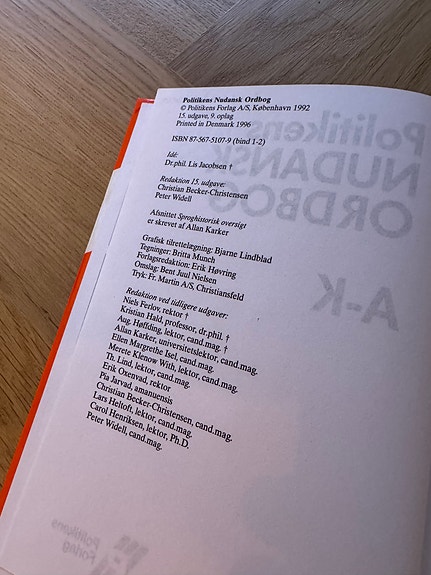 Politikens Nudansk Ordbog
© Politikens Forlag A/S, København 1992
15. udgave, 9. oplag
Printed in Denmark 1996
ISBN 87-567-5107-9 (bind 1-2)
Idé:
Dr.phil. Lis Jacobsen †
Redaktion 15. udgave:
Christian Becker-Christensen
Peter Widell
Afsnittet Sproghistorisk oversigt
er skrevet af Allan Karker
Grafisk tilrettelægning: Bjarne Lindblad
Tegninger: Britta Munch
Forlagsredaktion: Erik Høvring
Omslag: Bent Juul Nielsen
Tryk: Fr. Martin A/S, Christiansfeld
Redaktion ved tidligere udgaver:
Niels Ferlov, rektor †
Kristian Hald, professor, dr.phil. †
Aug. Høffding, lektor, cand.mag. †
Allan Karker, universitetslektor, cand.mag.
Ellen Margrethe Isel, cand.mag.
Merete Klenow With, lektor, cand.mag.
Th. Lind, lektor, cand.mag.
Erik Oxenvad, rektor
Pia Jarvad, amanuensis
Christian Becker-Christensen, cand.mag.
Lars Heltoft, lektor, cand.mag.
Carol Henriksen, lektor, Ph.D.
Peter Widell, cand.mag.
NUDANS
ORDBO
A-K
Politikens
Forlag